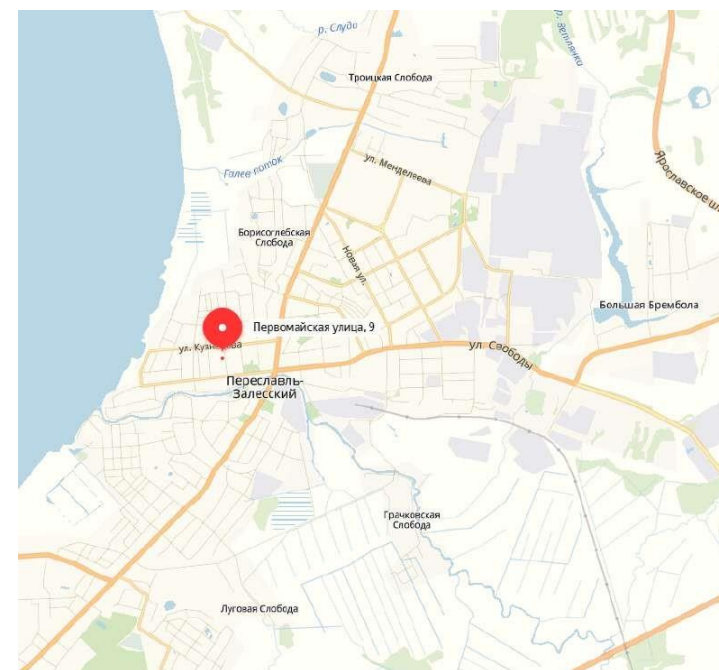 р. Слуди
р. Ветлянки
Троицкая Слобода
ул. Менделеева
Галев поток
Ярославское ш.
Борисоглебская
Слобода
Новая ул.
Большая Брембола
Первомайская улица, 9
ул. Кузнецова
ул. Свободы
Переславль-
Залесский
Грачковская
Слобода
Луговая Слобода